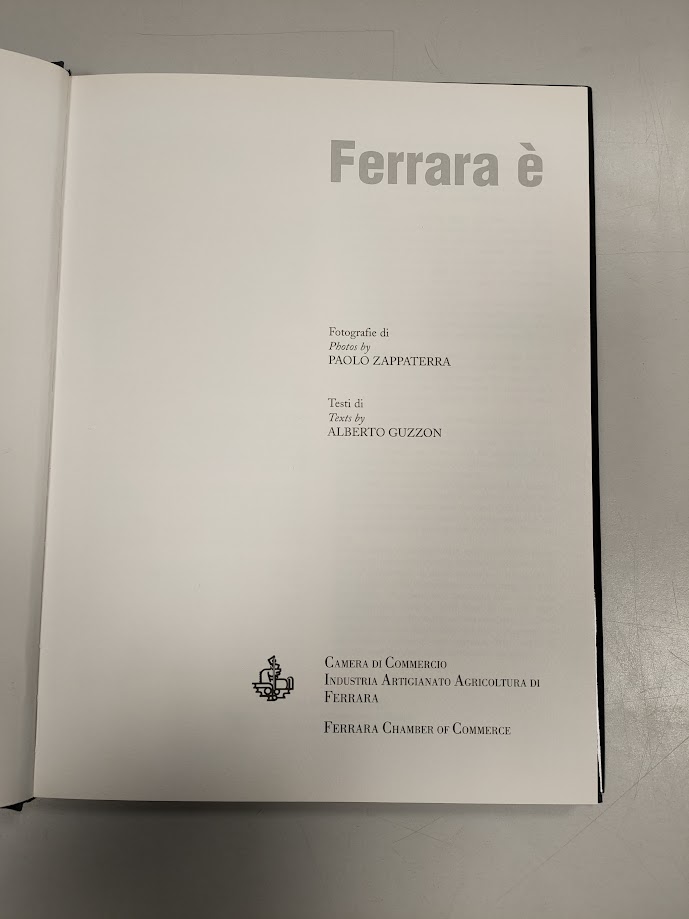 Ferrara è
Fotografie di
Photos by
PAOLO ZAPPATERRA
Testi di
Texts by
ALBERTO GUZZON
CAMERA DI COMMERCIO
INDUSTRIA ARTIGIANATO AGRICOLTURA DI
FERRARA
FERRARA CHAMBER OF COMMERCE